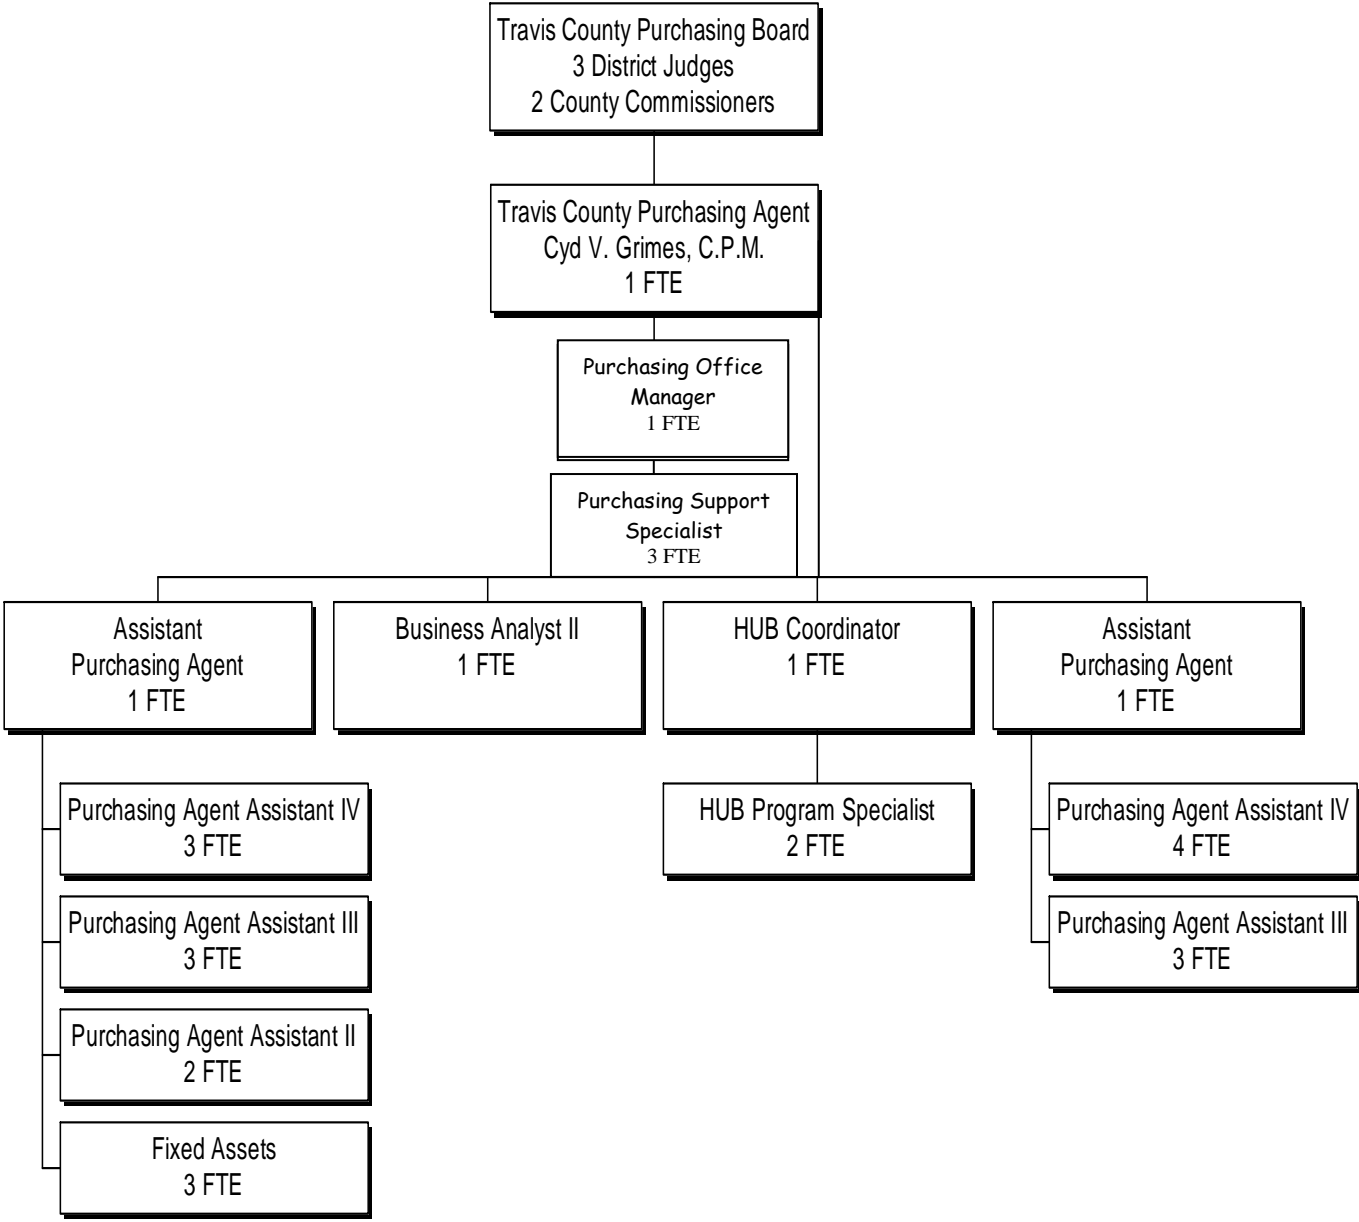 Travis County Purchasing Board
3 District Judges
2 County Commissioners
Travis County Purchasing Agent
Cyd V. Grimes, C.P.M.
1 FTE
Purchasing Office
Manager
1 FTE
Purchasing Support
Specialist
3 FTE
Assistant
Purchasing Agent
1 FTE
Business Analyst II
1 FTE
HUB Coordinator
1 FTE
Assistant
Purchasing Agent
1 FTE
Purchasing Agent Assistant IV
3 FTE
Purchasing Agent Assistant III
3 FTE
Purchasing Agent Assistant II
2 FTE
Fixed Assets
3 FTE
HUB Program Specialist
2 FTE
Purchasing Agent Assistant IV
4 FTE
Purchasing Agent Assistant III
3 FTE